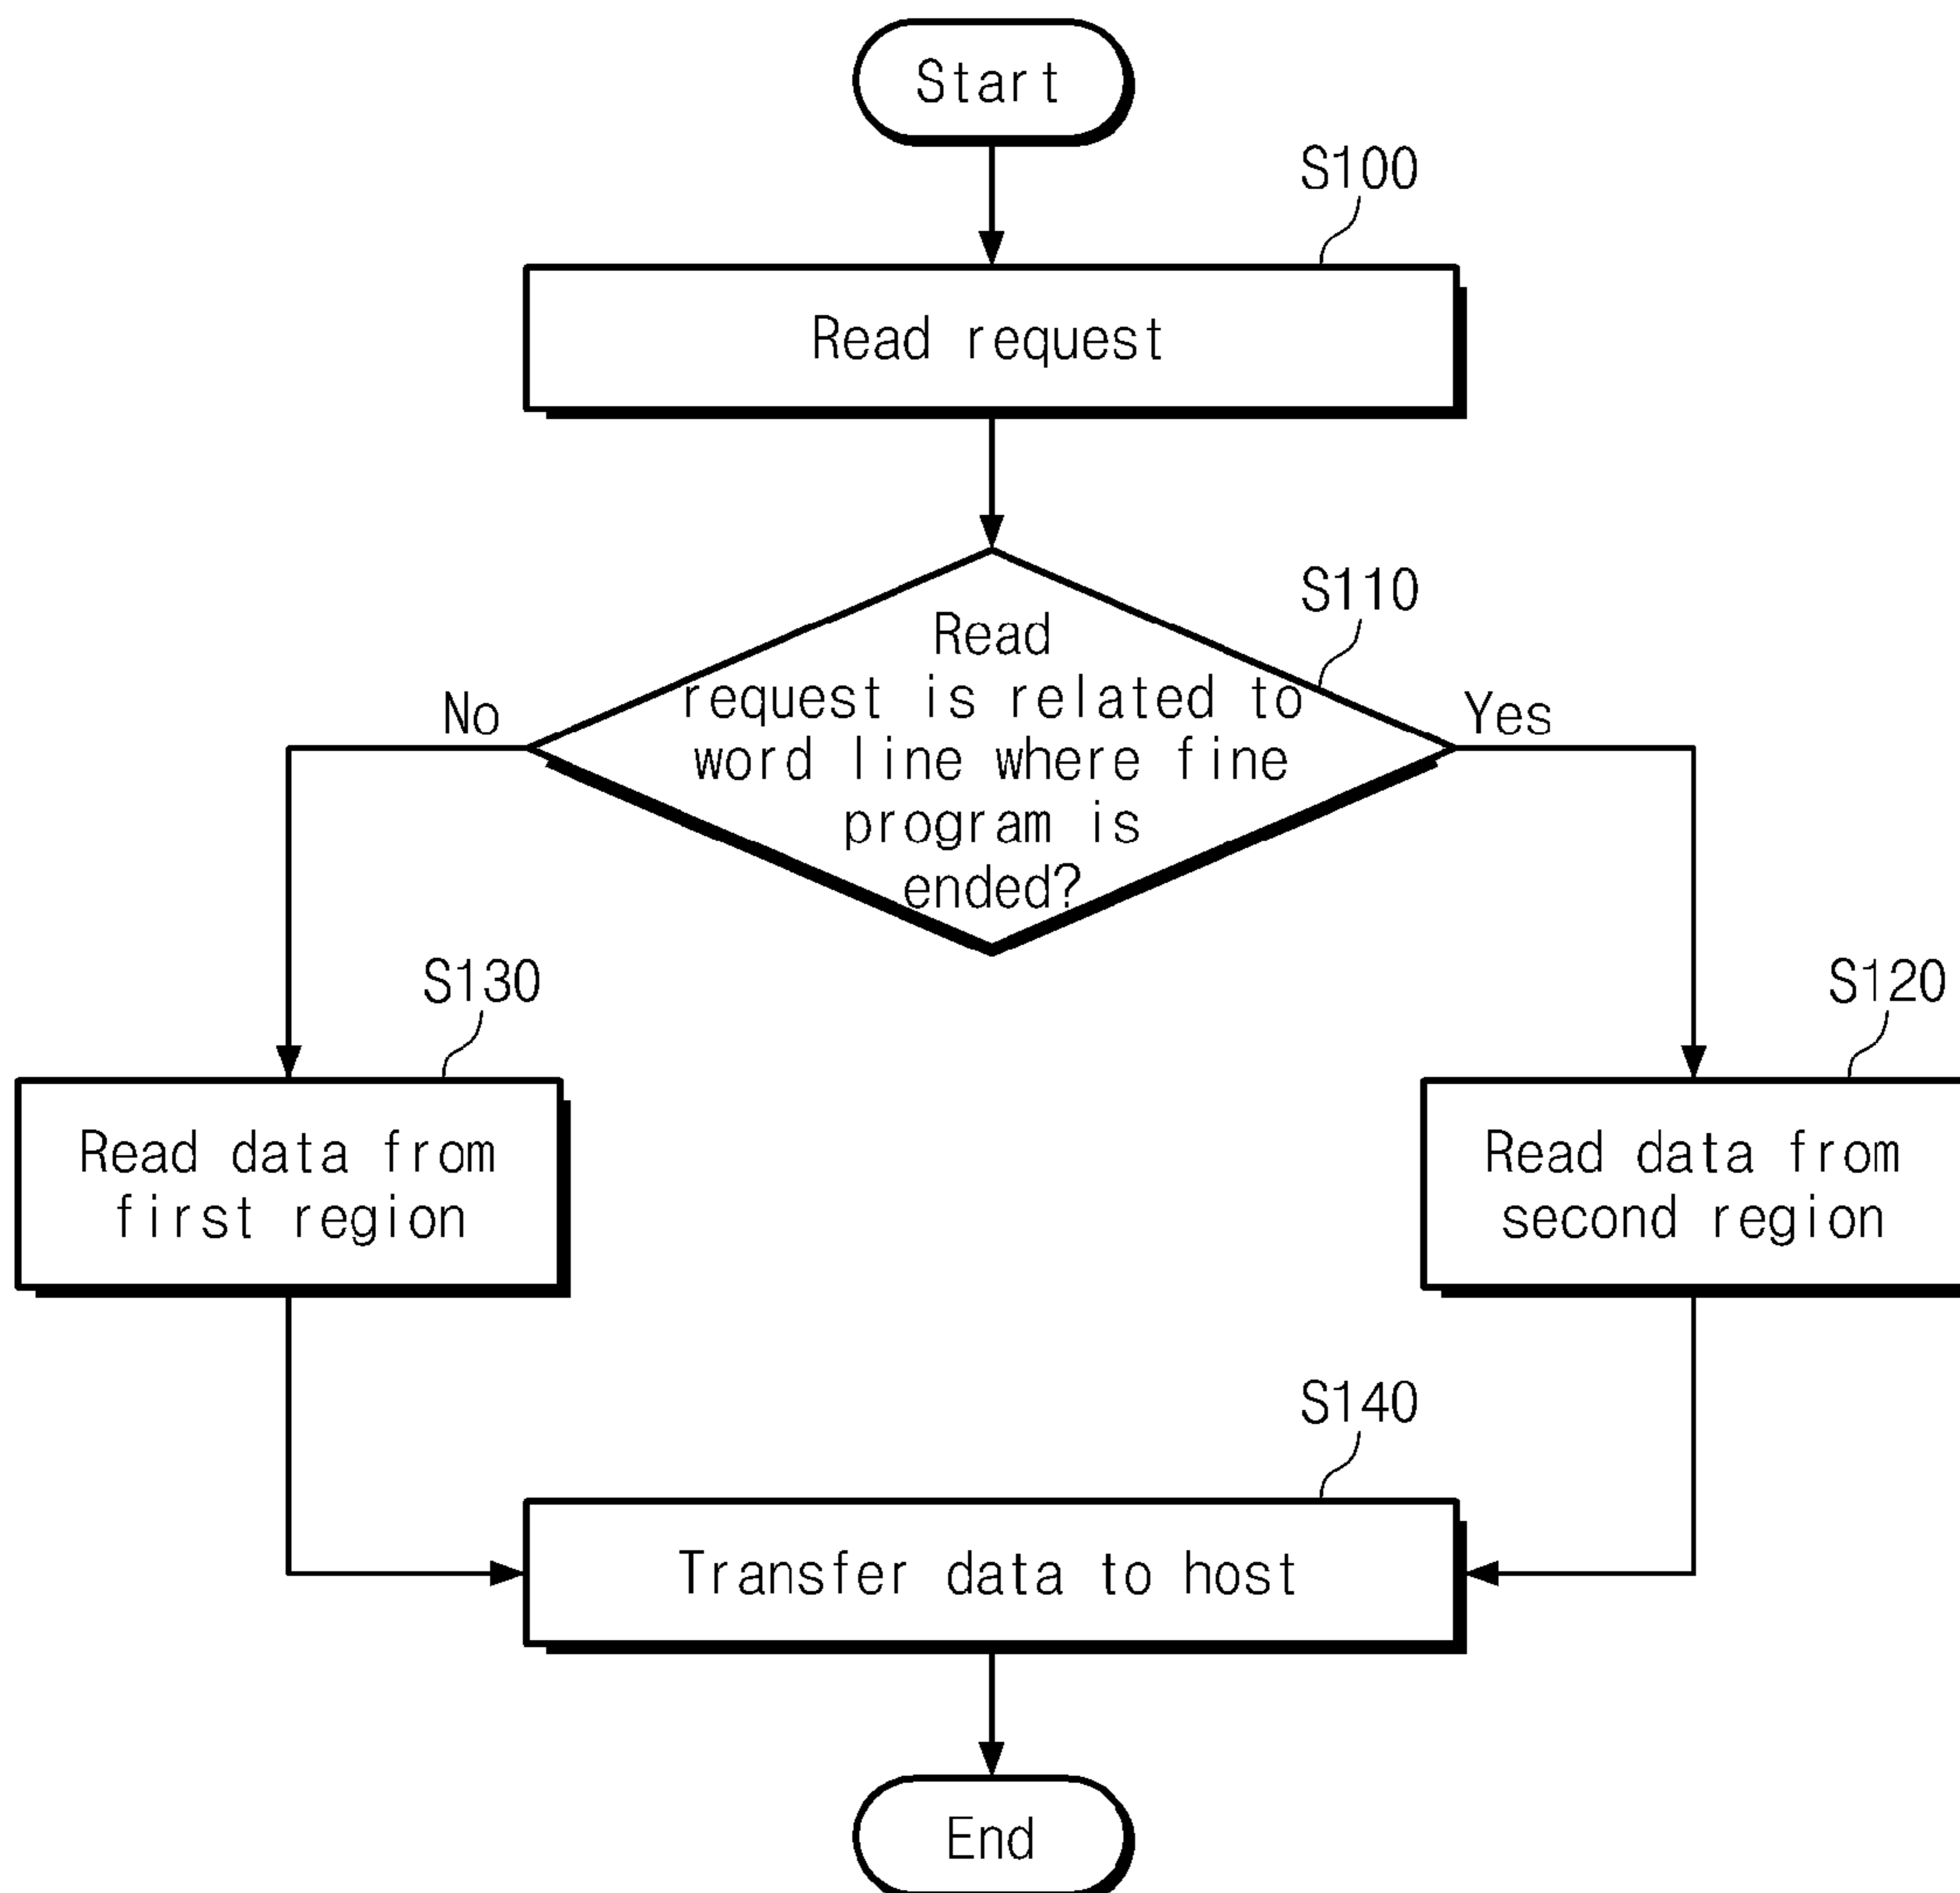 Start
S100
Read request
S110
Read
request is related to
word line where fine
program is
ended?
No
Yes
S130
S120
Read data from
first region
Read data from
second region
S140
Transfer data to host
End